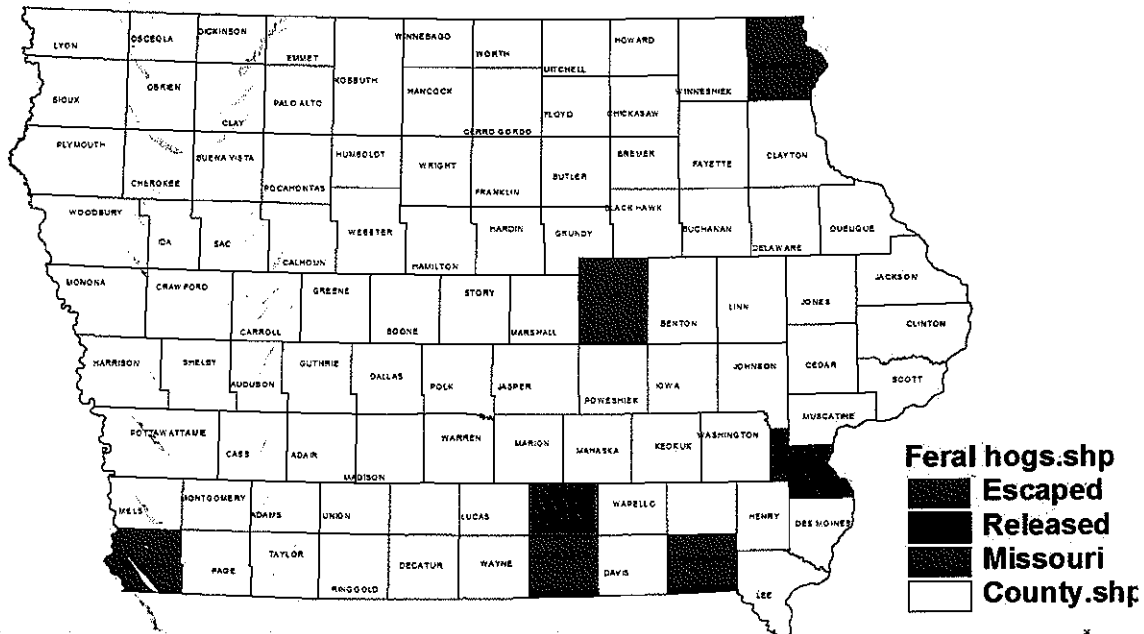 LYON
OSCEOLA
DICKINSON
EMMET
WINNEBAGO
WORTH
HOWARD
KOSSUTH
MITCHELL
SIOUX
OBRIEN
CLAY
PALO ALTO
HANCOCK
CERRO GORDO
FLOYD
CHICKASAW
WINNESHIEK
PLYMOUTH
CHEROKEE
BUENA VISTA
POCAHONTAS
HUMBOLDT
WRIGHT
FRANKLIN
BUTLER
BREMER
FAYETTE
CLAYTON
WOODBURY
IDA
SAC
CALHOUN
WEBSTER
HAMILTON
HARDIN
GRUNDY
BLACK HAWK
BUCHANAN
DELAWARE
DUBUQUE
MONONA
CRAWFORD
CARROLL
GREENE
BOONE
STORY
MARSHALL
BENTON
LINN
JONES
JACKSON
CLINTON
HARRISON
SHELBY
AUDUBON
GUTHRIE
DALLAS
POLK
JASPER
POWESHIEK
IOWA
JOHNSON
CEDAR
SCOTT
MUSCATINE
POTTAWATTAMIE
CASS
ADAIR
MADISON
WARREN
MARION
MAHASKA
KEOKUK
WASHINGTON
MILLS
MONTGOMERY
ADAMS
UNION
LUCAS
WAPELLO
HENRY
DES MOINES
PAGE
TAYLOR
RINGGOLD
DECATUR
WAYNE
DAVIS
LEE
Feral hogs.shp
Escaped
Released
Missouri
County.shp